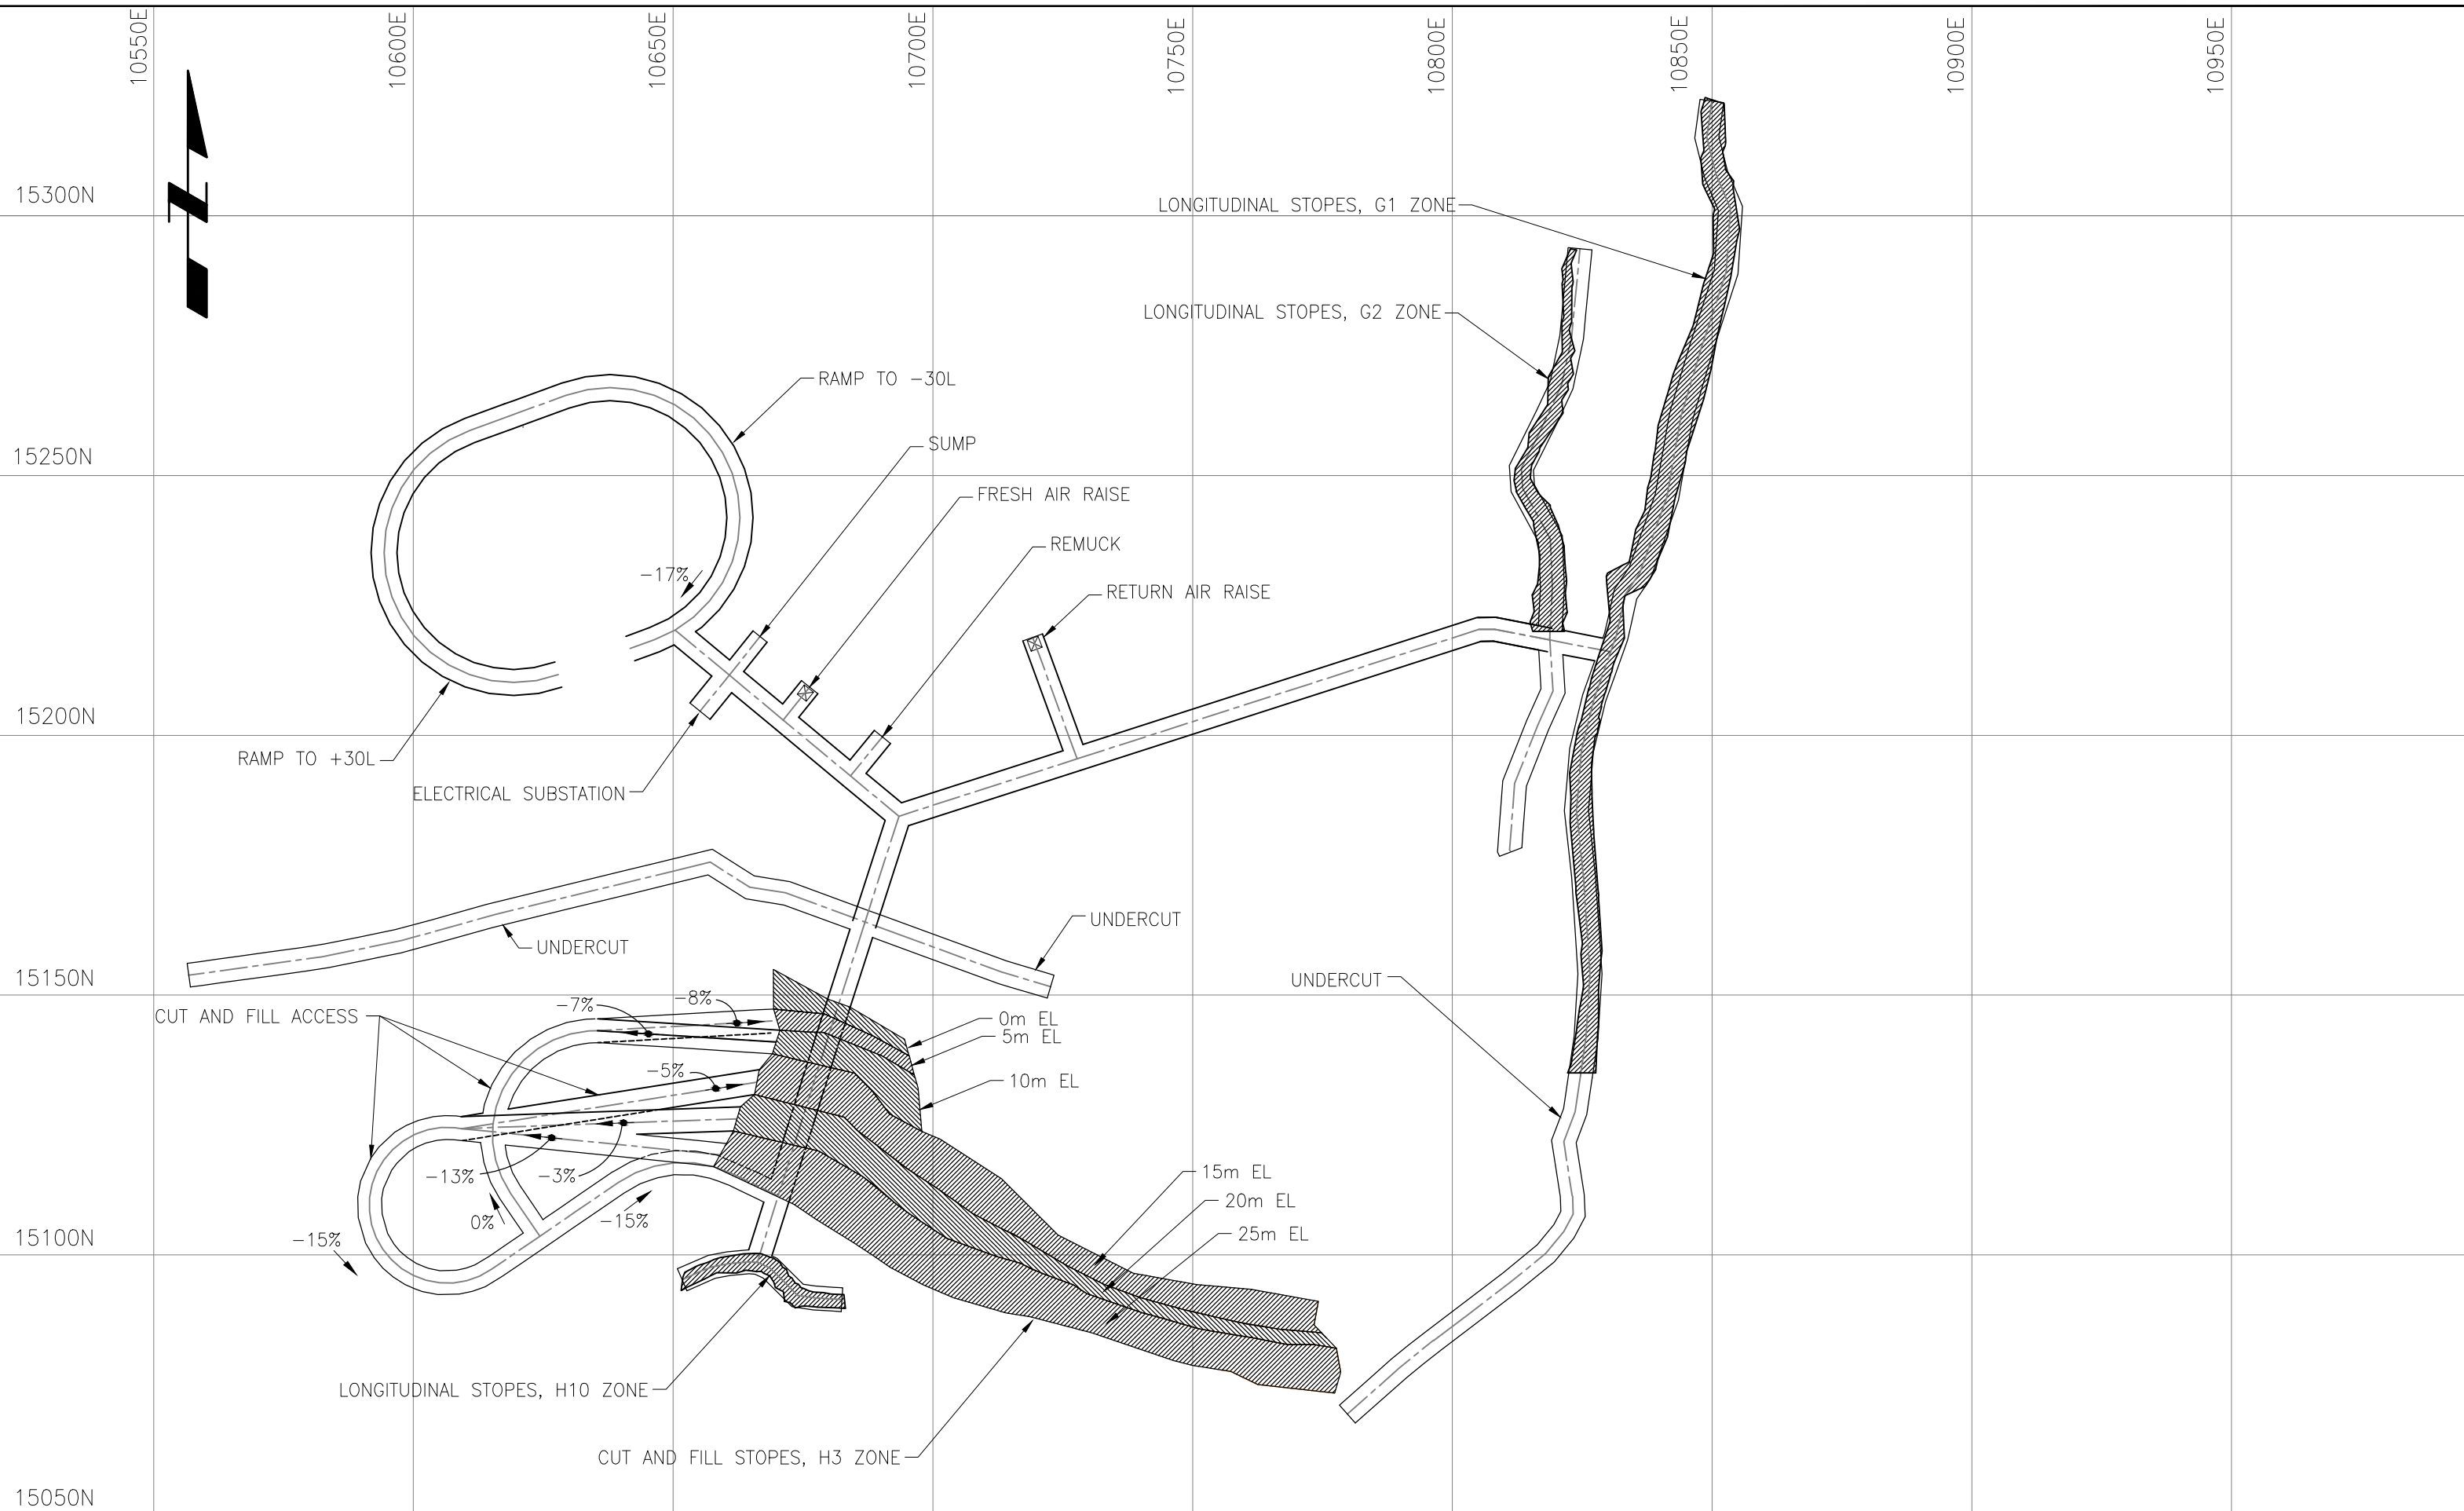 10550E
10600E
10650E
10700E
10750E
10800E
10850E
10900E
10950E
N
15300N
LONGITUDINAL STOPES, G1 ZONE
LONGITUDINAL STOPES, G2 ZONE
RAMP TO -30L
SUMP
15250N
FRESH AIR RAISE
REMUCK
-17%
RETURN AIR RAISE
15200N
RAMP TO +30L
ELECTRICAL SUBSTATION
UNDERCUT
UNDERCUT
15150N
UNDERCUT
-7%
-8%
CUT AND FILL ACCESS
0m EL
5m EL
-5%
10m EL
-13%
-3%
15m EL
20m EL
0%
-15%
25m EL
15100N
-15%
LONGITUDINAL STOPES, H10 ZONE
CUT AND FILL STOPES, H3 ZONE
15050N